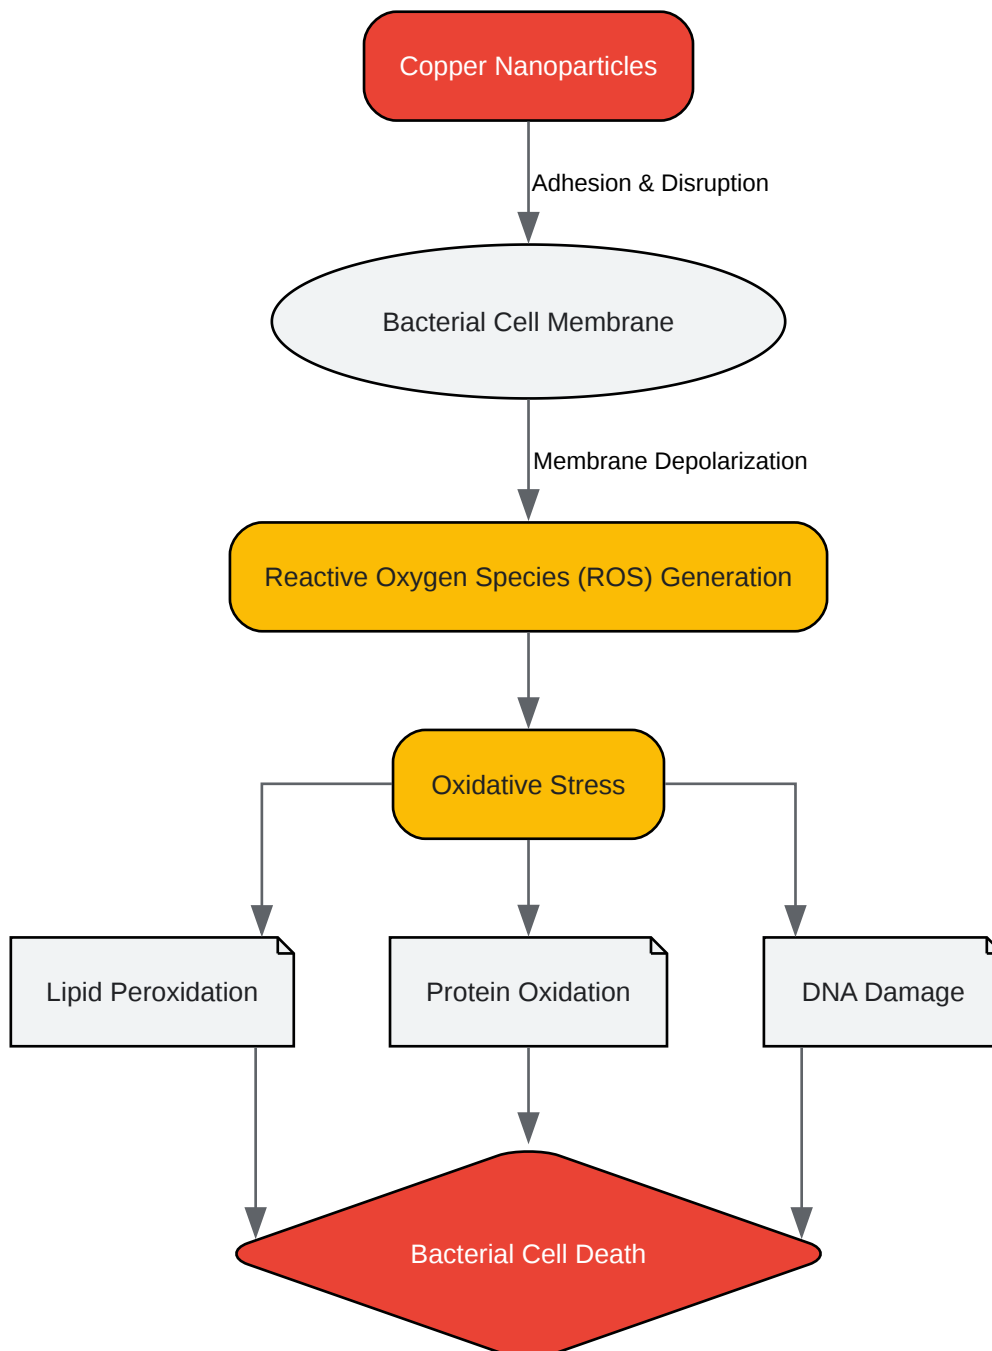 Copper Nanoparticles
Adhesion & Disruption
Bacterial Cell Membrane
Membrane Depolarization
Reactive Oxygen Species (ROS) Generation
Oxidative Stress
Lipid Peroxidation
Protein Oxidation
DNA Damage
Bacterial Cell Death